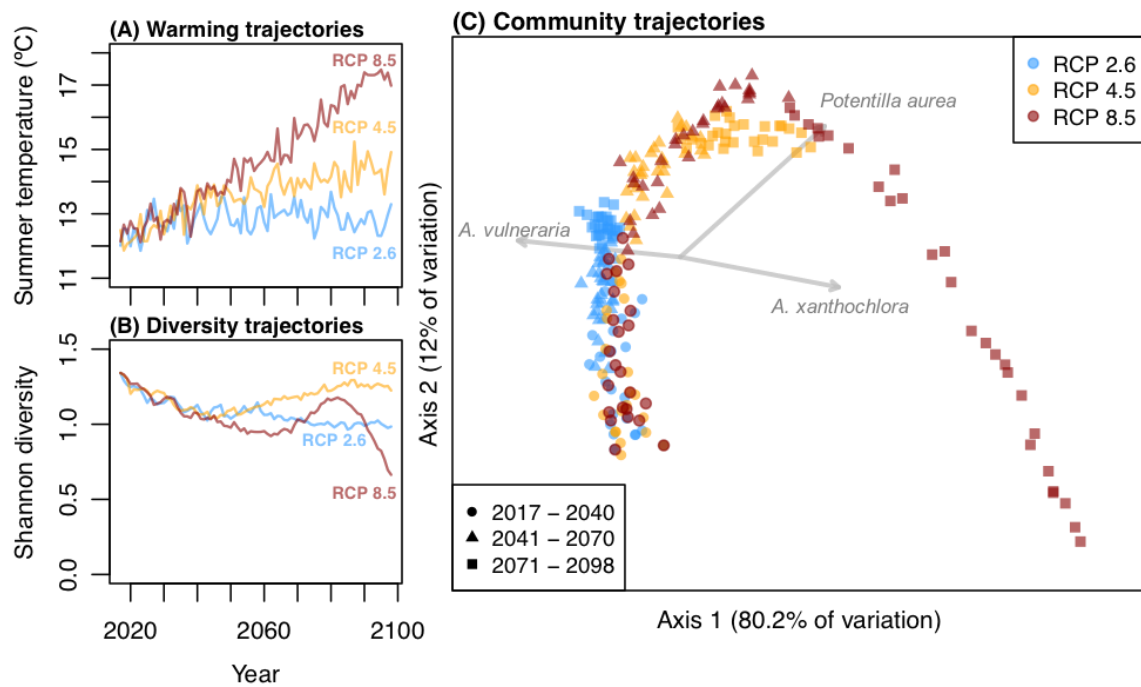 (A) Warming trajectories
Summer temperature (ºC)
17
15
13
11
RCP 8.5
RCP 4.5
RCP 2.6
(B) Diversity trajectories
Shannon diversity
1.5
1.0
0.5
0.0
RCP 4.5
RCP 2.6
RCP 8.5
2020
2060
2100
Year
(C) Community trajectories
Axis 2 (12% of variation)
RCP 2.6
RCP 4.5
RCP 8.5
Potentilla aurea
A. vulneraria
A. xanthochlora
2017 – 2040
2041 – 2070
2071 – 2098
Axis 1 (80.2% of variation)